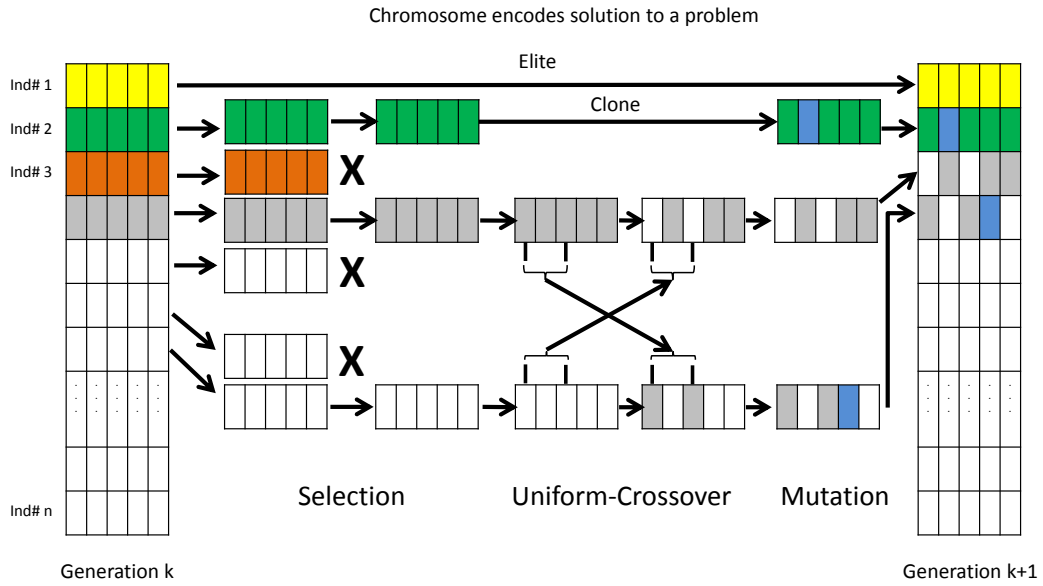 Chromosome encodes solution to a problem
Elite
Ind# 1
Clone
Ind# 2
Ind# 3
X
X
X
Selection
Uniform-Crossover
Mutation
Ind# n
Generation k
Generation k+1